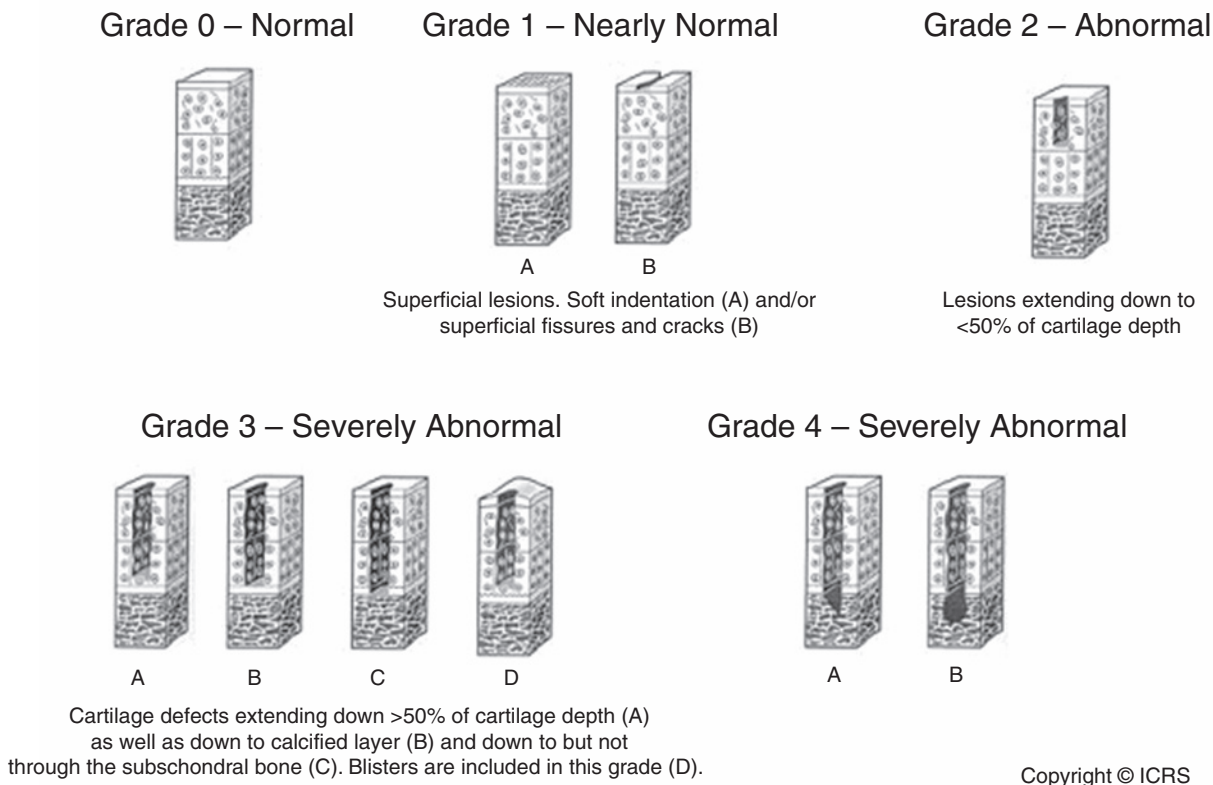 Grade 0 – Normal
Grade 1 – Nearly Normal
Grade 2 – Abnormal
A
B
Superficial lesions. Soft indentation (A) and/or
superficial fissures and cracks (B)
Lesions extending down to
<50% of cartilage depth
Grade 3 – Severely Abnormal
Grade 4 – Severely Abnormal
A
B
C
D
A
B
Cartilage defects extending down >50% of cartilage depth (A)
as well as down to calcified layer (B) and down to but not
through the subschondral bone (C). Blisters are included in this grade (D).
Copyright © ICRS